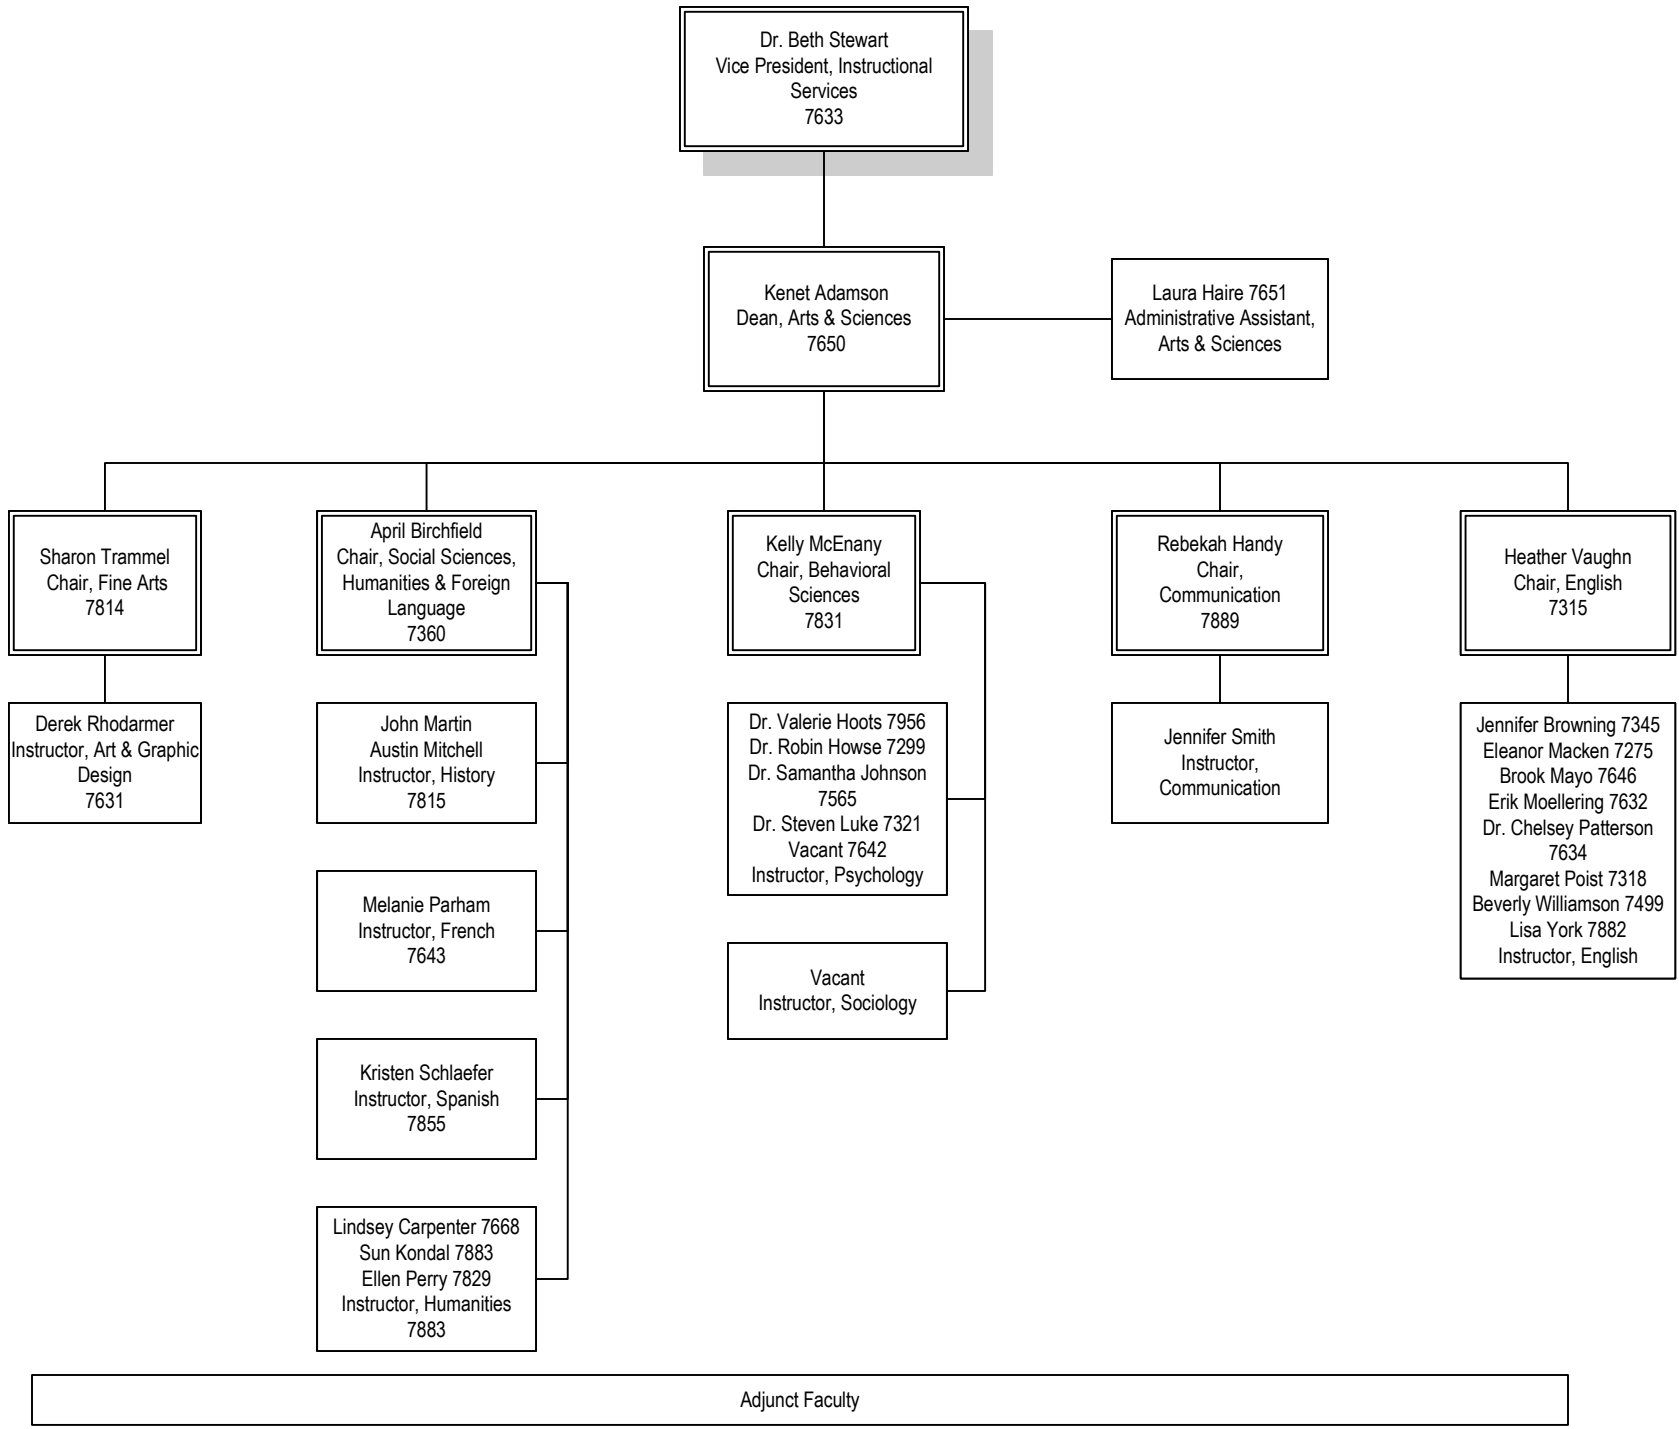 Dr. Beth Stewart
Vice President, Instructional
Services
7633
Kenet Adamson
Dean, Arts & Sciences
7650
Laura Haire 7651
Administrative Assistant,
Arts & Sciences
Sharon Trammel
Chair, Fine Arts
7814
April Birchfield
Chair, Social Sciences,
Humanities & Foreign
Language
7360
Kelly McEnany
Chair, Behavioral
Sciences
7831
Rebekah Handy
Chair,
Communication
7889
Heather Vaughn
Chair, English
7315
Derek Rhodarmer
Instructor, Art & Graphic
Design
7631
John Martin
Austin Mitchell
Instructor, History
7815
Dr. Valerie Hoots 7956
Dr. Robin Howse 7299
Dr. Samantha Johnson
7565
Dr. Steven Luke 7321
Vacant 7642
Instructor, Psychology
Jennifer Smith
Instructor,
Communication
Jennifer Browning 7345
Eleanor Macken 7275
Brook Mayo 7646
Erik Moellering 7632
Dr. Chelsey Patterson
7634
Margaret Poist 7318
Beverly Williamson 7499
Lisa York 7882
Instructor, English
Melanie Parham
Instructor, French
7643
Vacant
Instructor, Sociology
Kristen Schlaefer
Instructor, Spanish
7855
Lindsey Carpenter 7668
Sun Kondal 7883
Ellen Perry 7829
Instructor, Humanities
7883
Adjunct Faculty